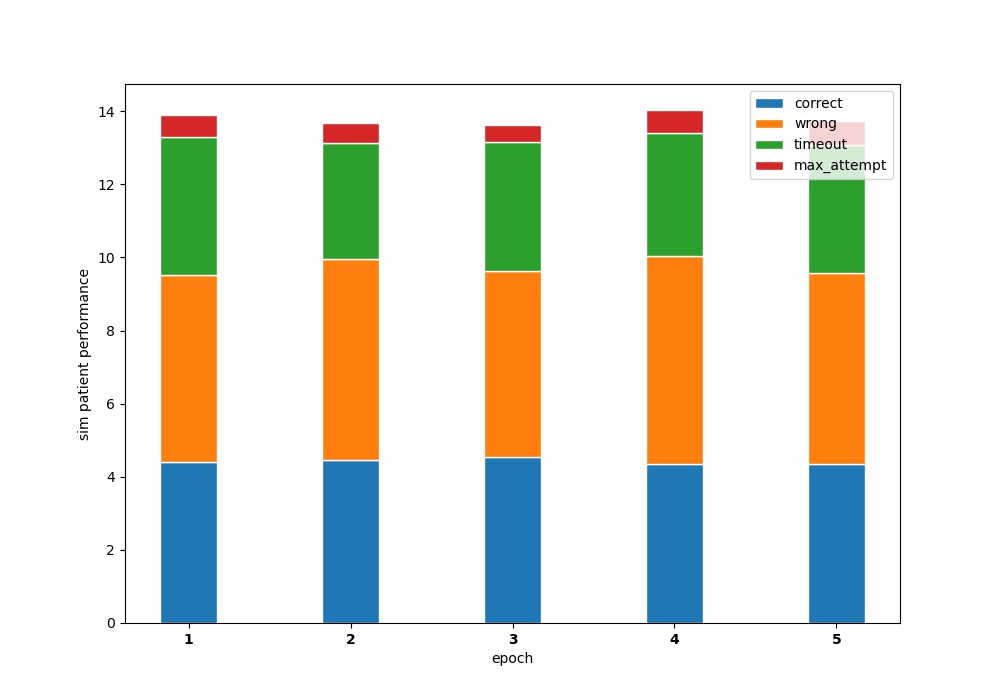 correct
wrong
timeout
max_attempt
14
12
10
8
6
4
2
0
sim patient performance
1 2 3 4 5
epoch